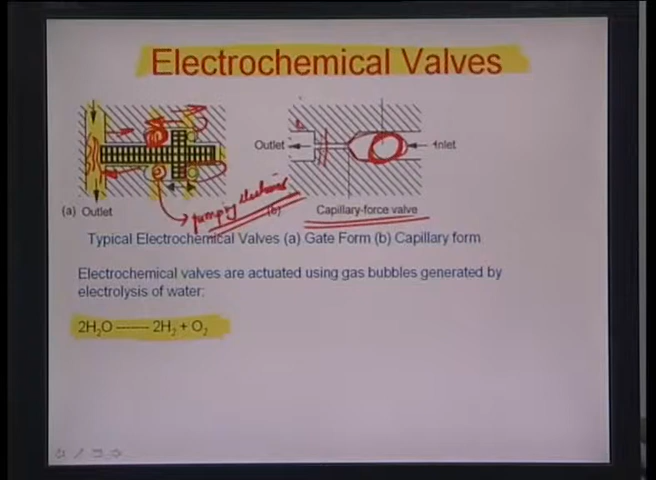 Electrochemical Valves
Outlet
Inlet
(a) Outlet
pumping electrodes
(b)
Capillary-force valve
Typical Electrochemical Valves (a) Gate Form (b) Capillary form
Electrochemical valves are actuated using gas bubbles generated by
electrolysis of water:
2H₂O ------- 2H₂ + O₂